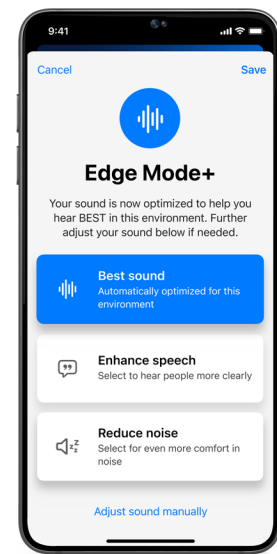 9:41
Cancel Save
Edge Mode+
Your sound is now optimized to help you
hear BEST in this environment. Further
adjust your sound below if needed.
Best sound
Automatically optimized for this
environment
Enhance speech
Select to hear people more clearly
Reduce noise
Select for even more comfort in
noise
Adjust sound manually